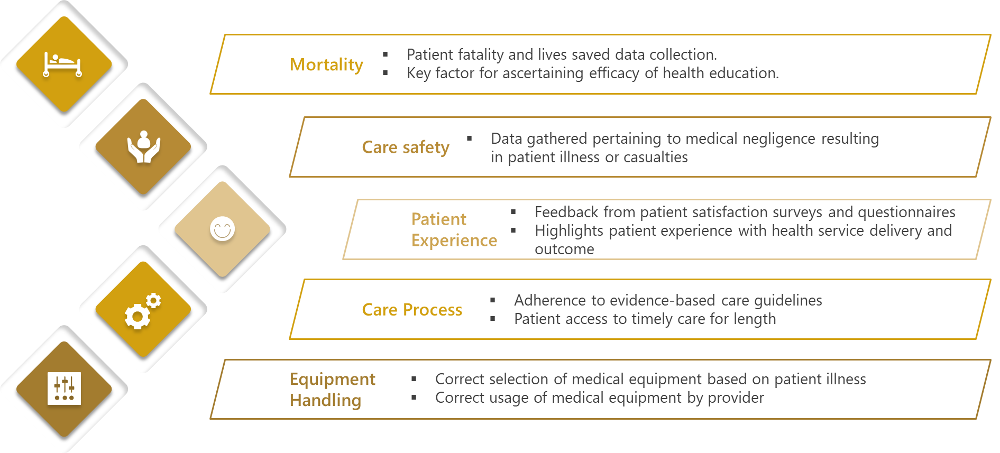 Mortality
▪ Patient fatality and lives saved data collection.
▪ Key factor for ascertaining efficacy of health education.
Care safety
▪ Data gathered pertaining to medical negligence resulting
in patient illness or casualties
Patient
Experience
▪ Feedback from patient satisfaction surveys and questionnaires
▪ Highlights patient experience with health service delivery and
outcome
Care Process
▪ Adherence to evidence-based care guidelines
▪ Patient access to timely care for length
Equipment
Handling
▪ Correct selection of medical equipment based on patient illness
▪ Correct usage of medical equipment by provider